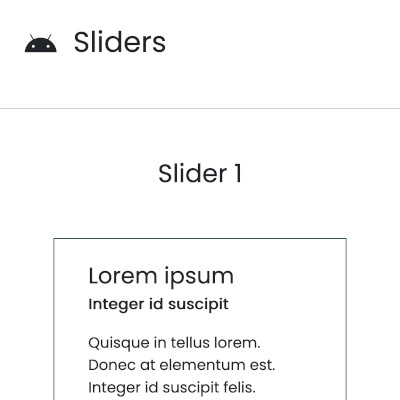 Sliders
Slider 1
Lorem ipsum
Integer id suscipit
Quisque in tellus lorem.
Donec at elementum est.
Integer id suscipit felis.